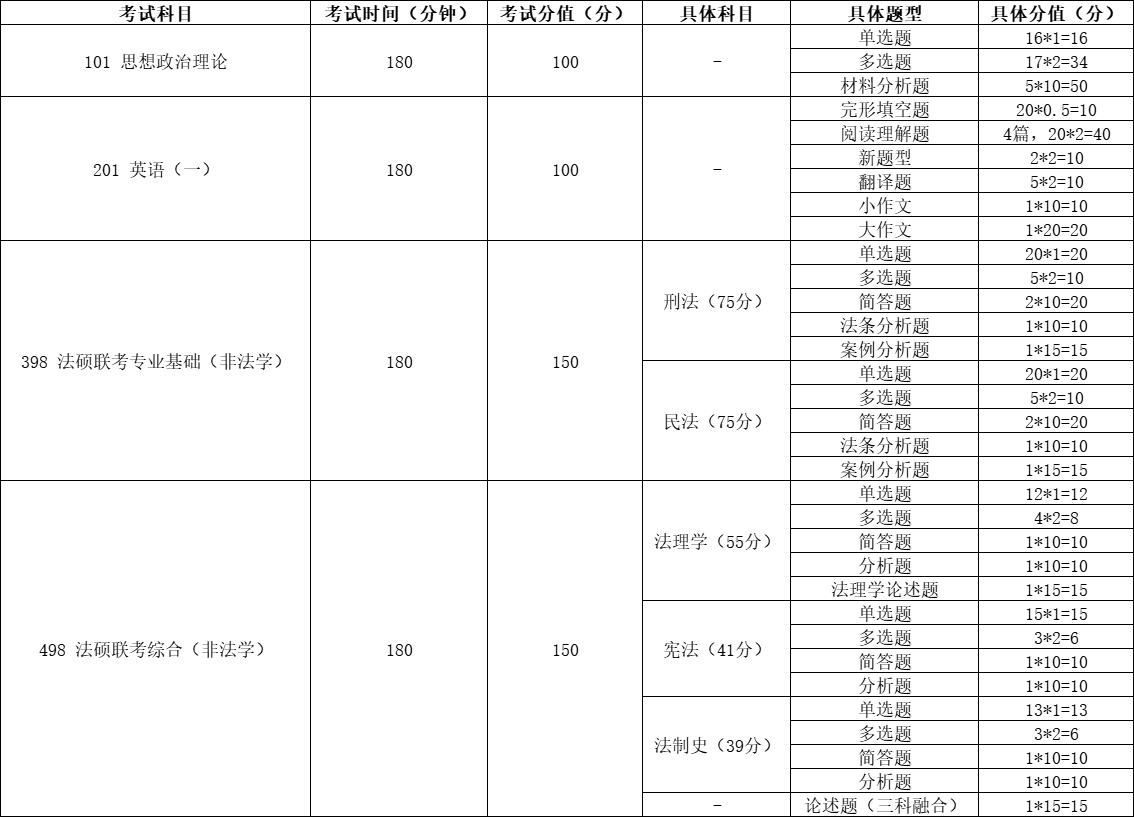 考试科目 考试时间（分钟） 考试分值（分） 具体科目 具体题型 具体分值（分）
101 思想政治理论 180 100 - 单选题 16*1=16
多选题 17*2=34
材料分析题 5*10=50
201 英语（一） 180 100 - 完形填空题 20*0.5=10
阅读理解题 4篇，20*2=40
新题型 2*2=10
翻译题 5*2=10
小作文 1*10=10
大作文 1*20=20
398 法硕联考专业基础（非法学） 180 150 刑法（75分） 单选题 20*1=20
多选题 5*2=10
简答题 2*10=20
法条分析题 1*10=10
案例分析题 1*15=15
民法（75分） 单选题 20*1=20
多选题 5*2=10
简答题 2*10=20
法条分析题 1*10=10
案例分析题 1*15=15
498 法硕联考综合（非法学） 180 150 法理学（55分） 单选题 12*1=12
多选题 4*2=8
简答题 1*10=10
分析题 1*10=10
法理学论述题 1*15=15
宪法（41分） 单选题 15*1=15
多选题 3*2=6
简答题 1*10=10
分析题 1*10=10
法制史（39分） 单选题 13*1=13
多选题 3*2=6
简答题 1*10=10
分析题 1*10=10
- 论述题（三科融合） 1*15=15